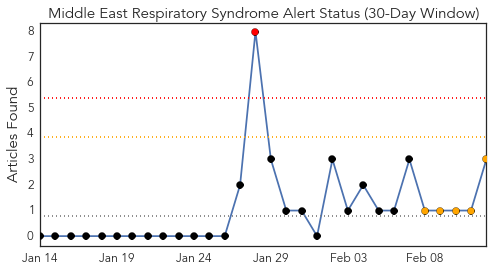 Middle East Respiratory Syndrome Alert Status (30-Day Window)
Articles Found
8
7
6
5
4
3
2
1
0
Jan 14
Jan 19
Jan 24
Jan 29
Feb 03
Feb 08